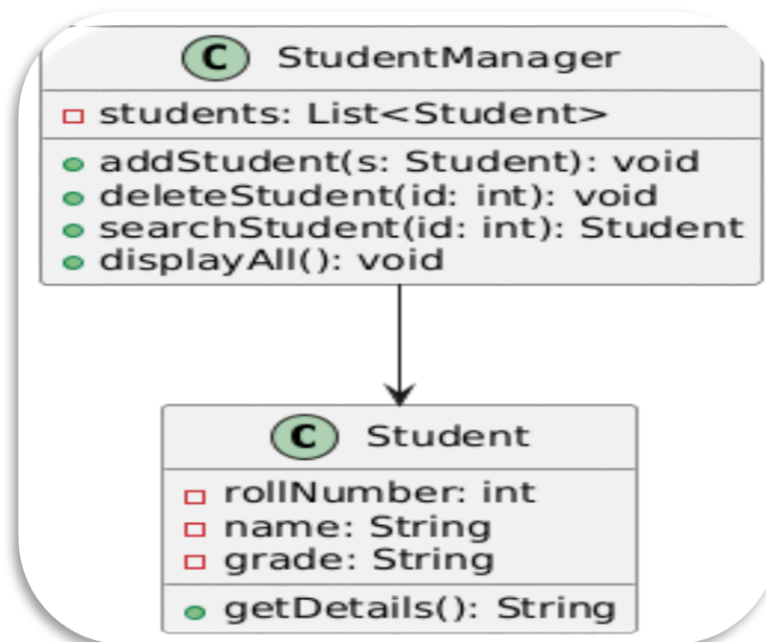 C StudentManager
students: List<Student>
addStudent(s: Student): void
deleteStudent(id: int): void
searchStudent(id: int): Student
displayAll(): void
C Student
rollNumber: int
name: String
grade: String
getDetails(): String